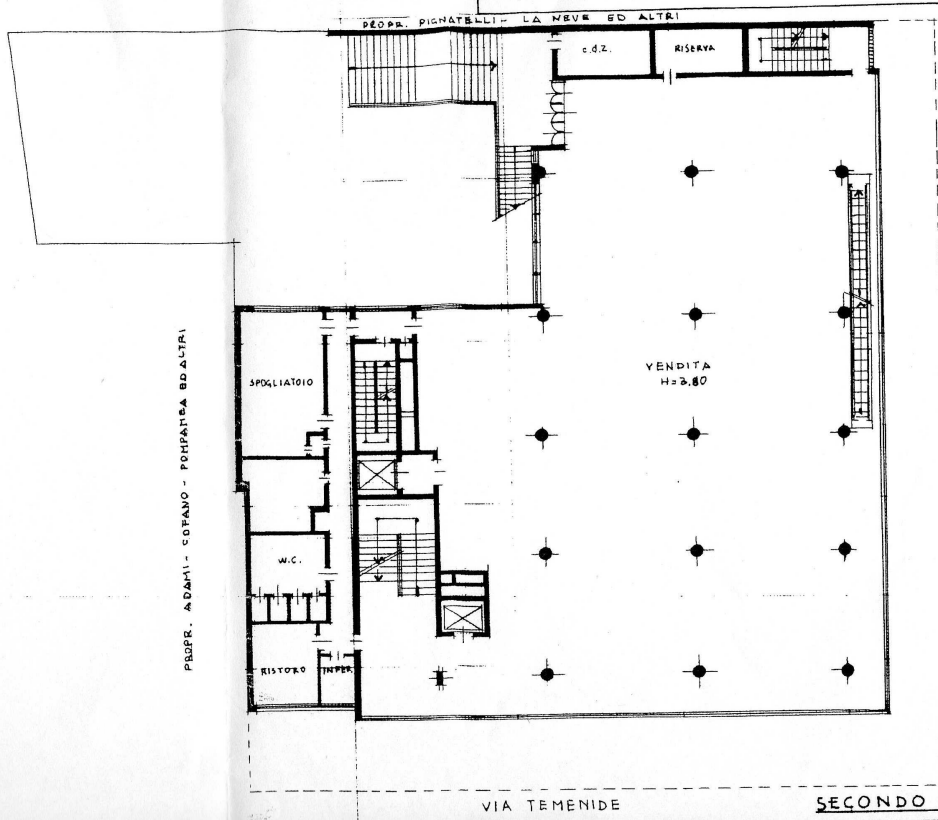 PROPR. PIGNATELLI - LA NEVE ED ALTRI
C.d.Z.
RISERVA
VENDITA
H=3.80
SPOGLIATOIO
PROPR. ADAMI - COFANO - POMPAMEA ED ALTRI
W.C.
RISTORO
INFER.
VIA TEMENIDE
SECONDO